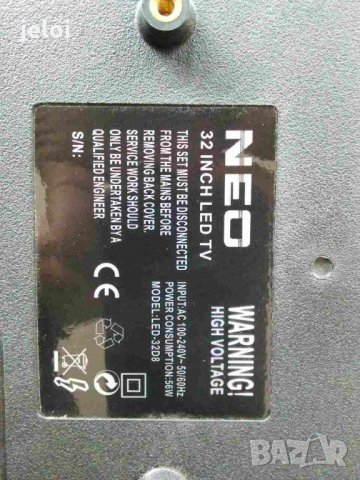 jeloi
NEO
32 INCH LED TV
THIS SET MUST BE DISCONNECTED
FROM THE MAINS BEFORE
REMOVING BACK COVER.
SERVICE WORK SHOULD
ONLY BE UNDERTAKEN BY A
QUALIFIED ENGINEER
S/N:
WARNING!
HIGH VOLTAGE
INPUT:AC 100-240V~50/60Hz
POWER CONSUMPTION:56W
MODEL:LED-32D8
CE
BAZAR
bg